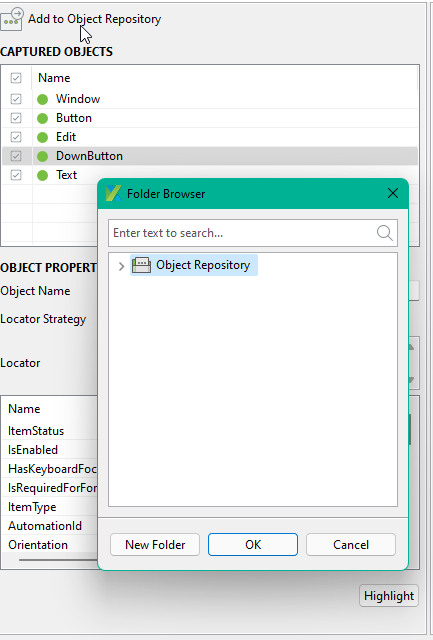 Add to Object Repository
CAPTURED OBJECTS
Name
Window
Button
Edit
DownButton
Text
Folder Browser
Enter text to search...
Object Repository
OBJECT PROPERT
Object Name
Locator Strategy
Locator
Name
ItemStatus
IsEnabled
HasKeyboardFoc
IsRequiredForFor
ItemType
AutomationId
Orientation
New Folder
OK
Cancel
Highlight